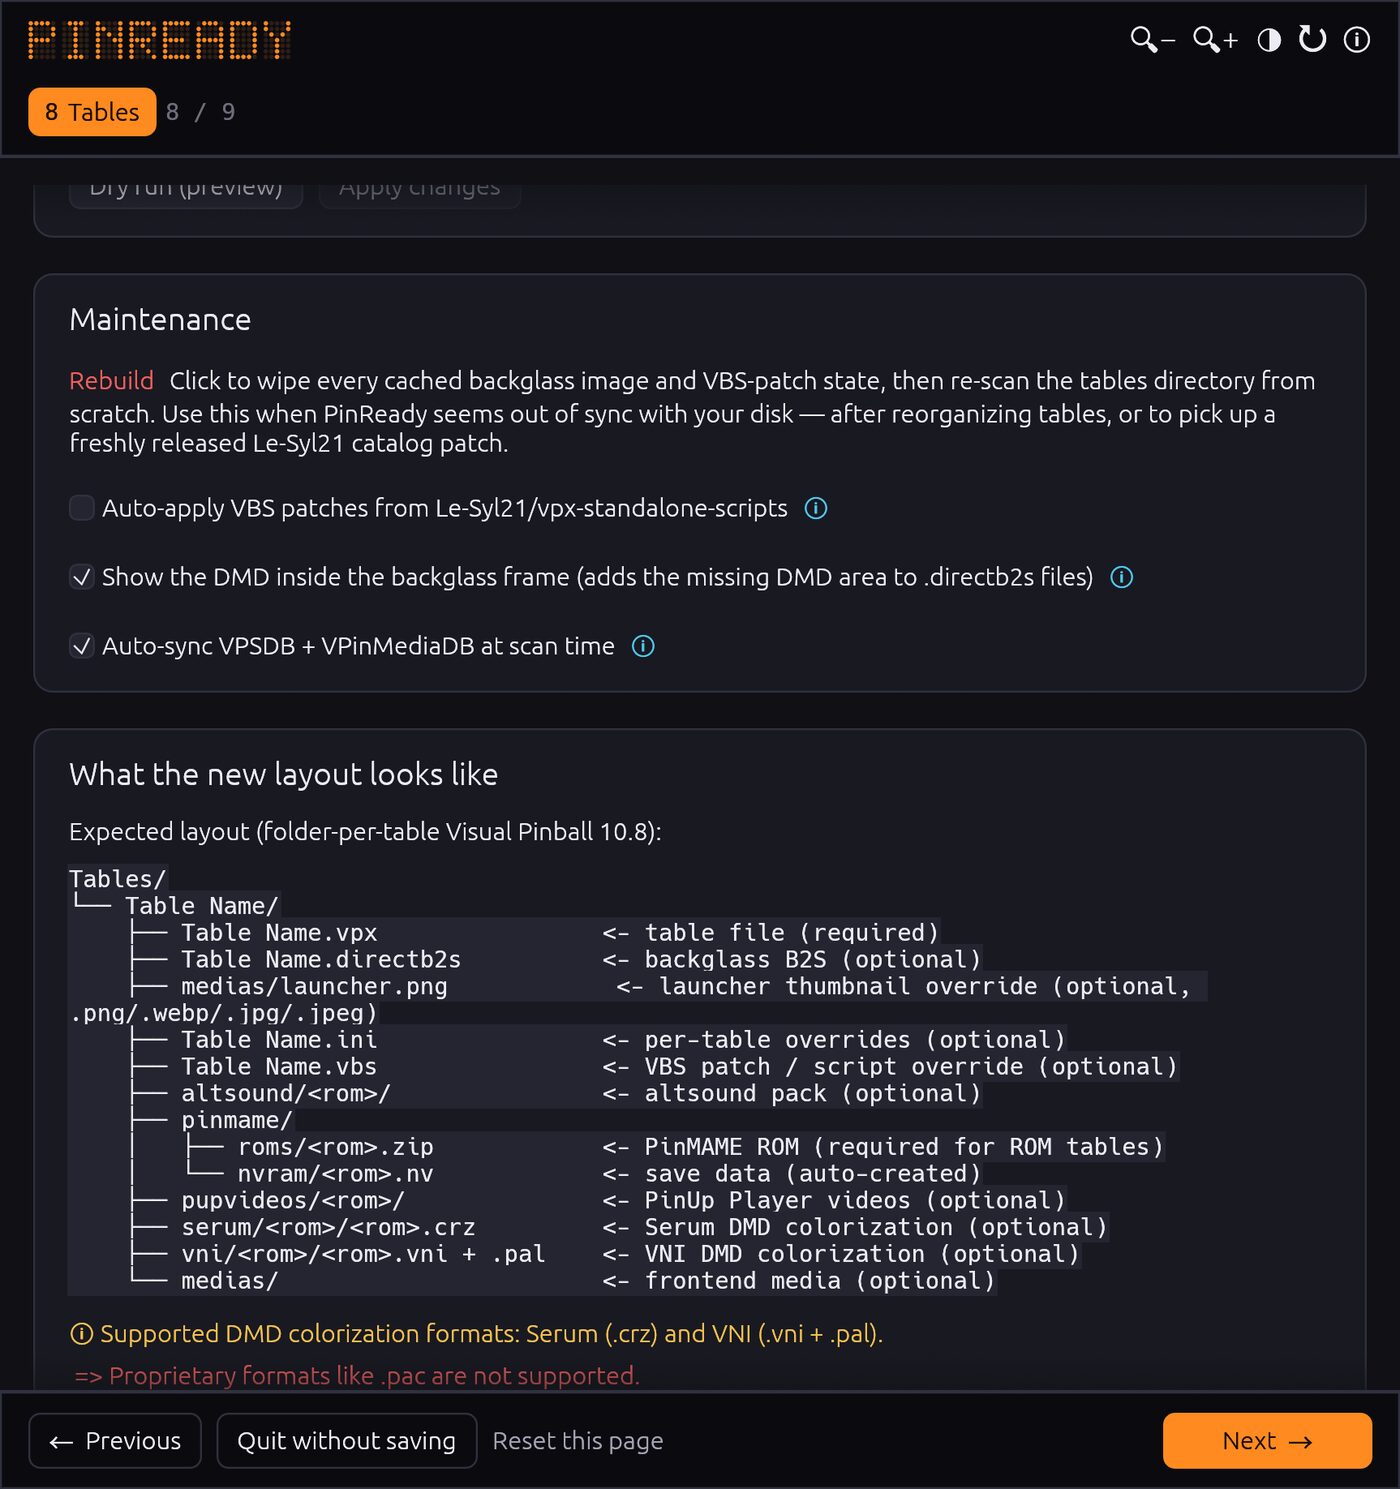 PINREADY
8 Tables 8 / 9
Dry run (preview) Apply changes
Maintenance
Rebuild Click to wipe every cached backglass image and VBS-patch state, then re-scan the tables directory from
scratch. Use this when PinReady seems out of sync with your disk — after reorganizing tables, or to pick up a
freshly released Le-Syl21 catalog patch.
Auto-apply VBS patches from Le-Syl21/vpx-standalone-scripts
Show the DMD inside the backglass frame (adds the missing DMD area to .directb2s files)
Auto-sync VPSDB + VPinMediaDB at scan time
What the new layout looks like
Expected layout (folder-per-table Visual Pinball 10.8):
Tables/
└── Table Name/
    ├── Table Name.vpx                <- table file (required)
    ├── Table Name.directb2s          <- backglass B2S (optional)
    ├── medias/launcher.png            <- launcher thumbnail override (optional,
.png/.webp/.jpg/.jpeg)
    ├── Table Name.ini                <- per-table overrides (optional)
    ├── Table Name.vbs                <- VBS patch / script override (optional)
    ├── altsound/<rom>/               <- altsound pack (optional)
    ├── pinmame/
    │   ├── roms/<rom>.zip            <- PinMAME ROM (required for ROM tables)
    │   └── nvram/<rom>.nv            <- save data (auto-created)
    ├── pupvideos/<rom>/              <- PinUp Player videos (optional)
    ├── serum/<rom>/<rom>.crz         <- Serum DMD colorization (optional)
    ├── vni/<rom>/<rom>.vni + .pal    <- VNI DMD colorization (optional)
    └── medias/                       <- frontend media (optional)
Supported DMD colorization formats: Serum (.crz) and VNI (.vni + .pal).
=> Proprietary formats like .pac are not supported.
← Previous Quit without saving Reset this page Next →